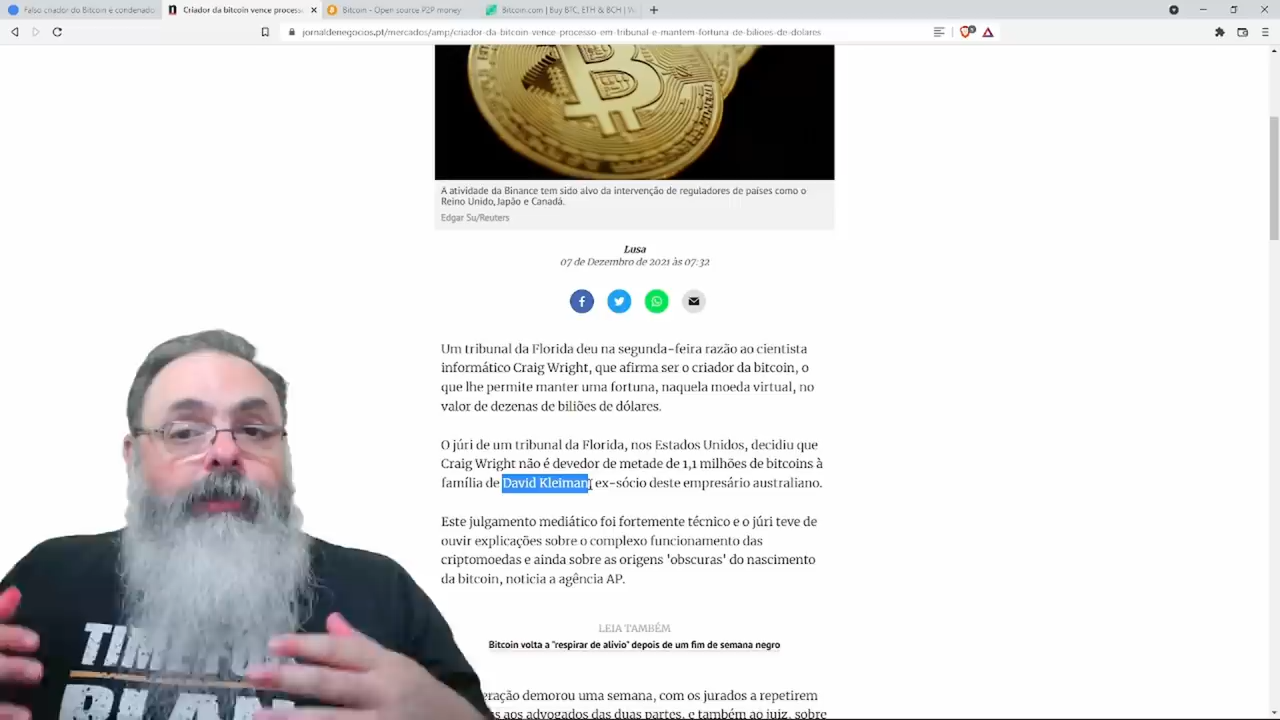 Falso criador do Bitcoin é condenado
Criador da bitcoin vence process
Bitcoin - Open source P2P money
Bitcoin.com | Buy BTC, ETH & BCH |
jornaldenegocios.pt/mercados/amp/criador-da-bitcoin-vence-processo-em-tribunal-e-mantem-fortuna-de-bilioes-de-dolares
A atividade da Binance tem sido alvo da intervenção de reguladores de países como o
Reino Unido, Japão e Canadá.
Edgar Su/Reuters
Lusa
07 de Dezembro de 2021 às 07:32
Um tribunal da Florida deu na segunda-feira razão ao cientista
informático Craig Wright, que afirma ser o criador da bitcoin, o
que lhe permite manter uma fortuna, naquela moeda virtual, no
valor de dezenas de biliões de dólares.
O júri de um tribunal da Florida, nos Estados Unidos, decidiu que
Craig Wright não é devedor de metade de 1,1 milhões de bitcoins à
família de David Kleiman, ex-sócio deste empresário australiano.
Este julgamento mediático foi fortemente técnico e o júri teve de
ouvir explicações sobre o complexo funcionamento das
criptomoedas e ainda sobre as origens 'obscuras' do nascimento
da bitcoin, noticia a agência AP.
LEIA TAMBÉM
Bitcoin volta a "respirar de alívio" depois de um fim de semana negro
eração demorou uma semana, com os jurados a repetirem
s aos advogados das duas partes, e também ao juiz, sobre